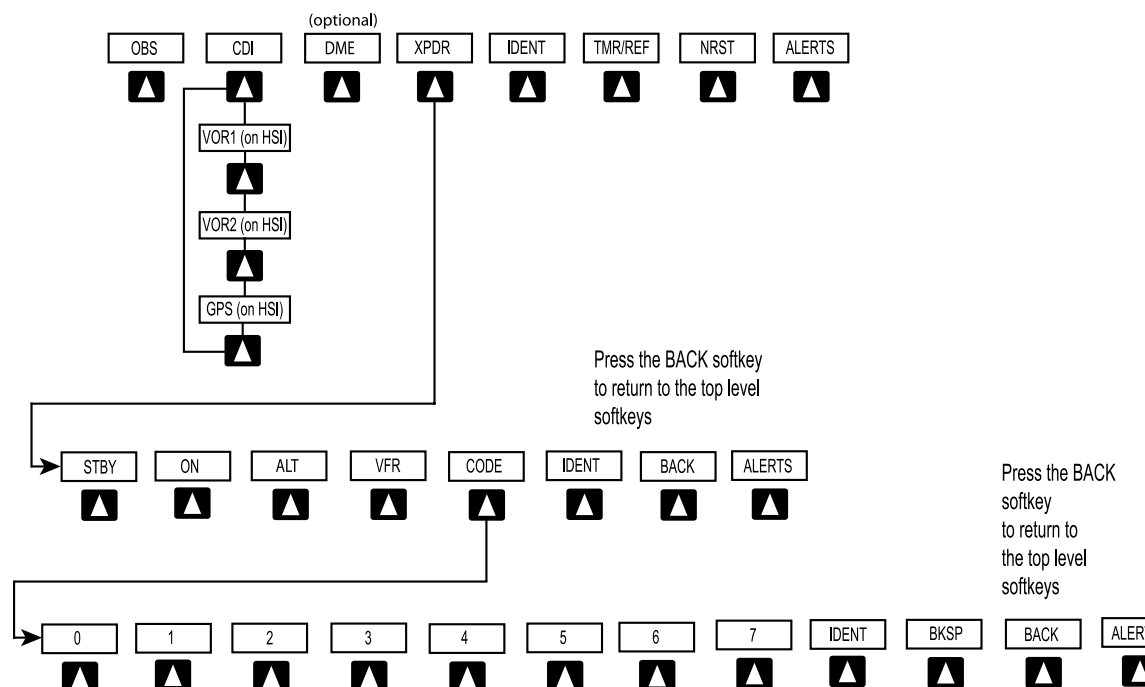 (optional)
OBS CDI DME XPDR IDENT TMR/REF NRST ALERTS
VOR1 (on HSI)
VOR2 (on HSI)
GPS (on HSI)
Press the BACK softkey
to return to the top level
softkeys
STBY ON ALT VFR CODE IDENT BACK ALERTS
Press the BACK
softkey
to return to
the top level
softkeys
0 1 2 3 4 5 6 7 IDENT BKSP BACK